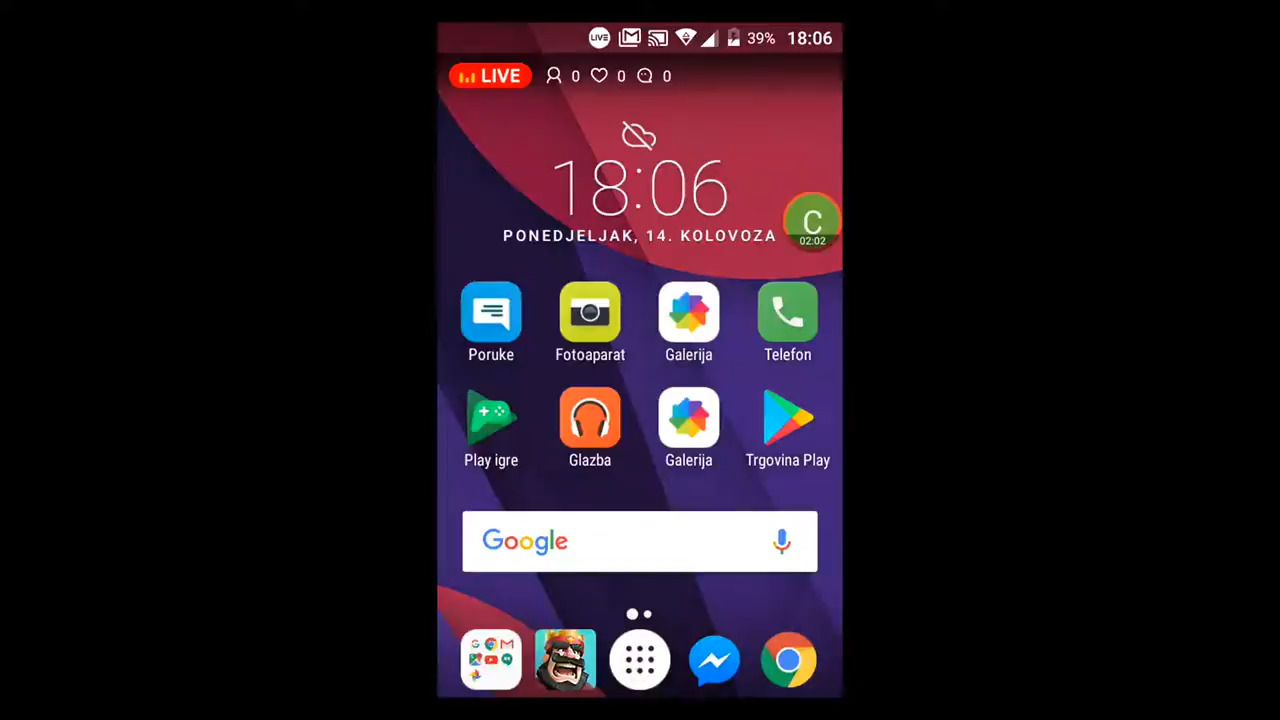 LIVE 39% 18:06
LIVE 0 0 0
18:06
PONEDJELJAK, 14. KOLOVOZA
C
02:02
Poruke Fotoaparat Galerija Telefon
Play igre Glazba Galerija Trgovina Play
Google